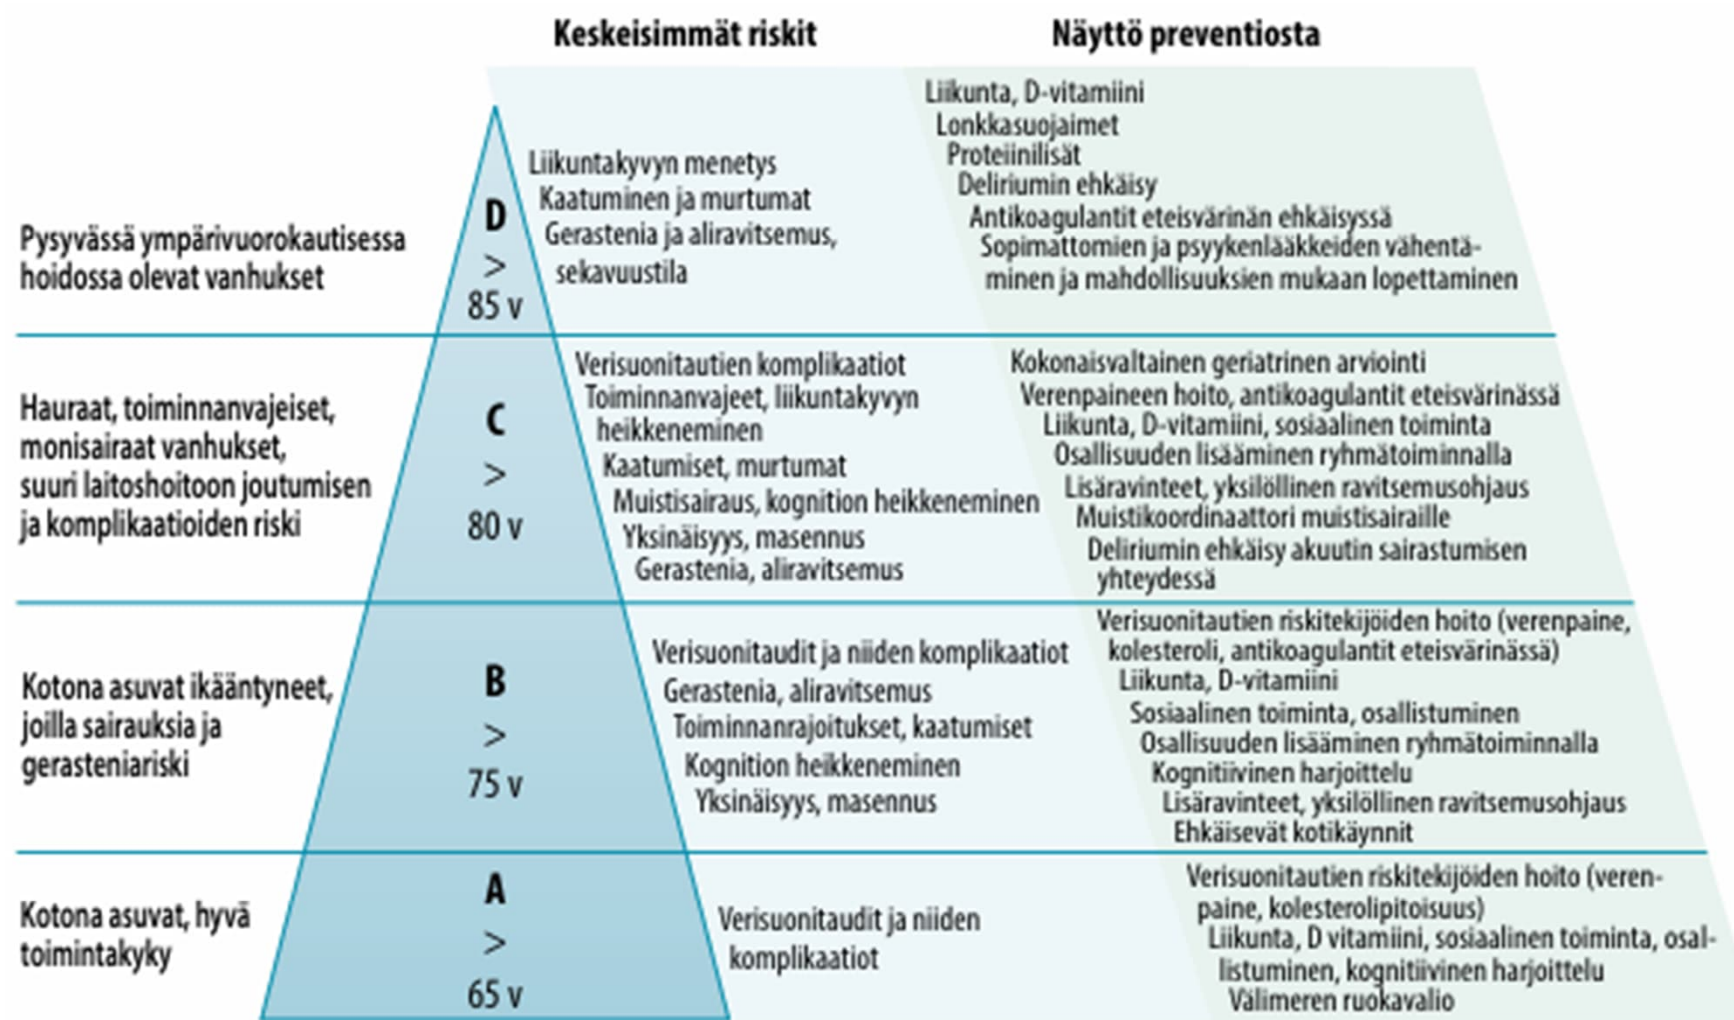 Keskeisimmät riskit
Näyttö preventiosta
Pysyvässä ympärivuorokautisessa
hoidossa olevat vanhukset
D
>
85 v
Liikuntakyvyn menetys
Kaatuminen ja murtumat
Gerastenia ja aliravitsemus,
sekavuustila
Liikunta, D-vitamiini
Lonkkasuojaimet
Proteiinilisät
Deliriumin ehkäisy
Antikoagulantit eteisvärinän ehkäisyssä
Sopimattomien ja psyykenlääkkeiden vähentä-
minen ja mahdollisuuksien mukaan lopettaminen
Hauraat, toiminnanvajeiset,
monisairaat vanhukset,
suuri laitoshoitoon joutumisen
ja komplikaatioiden riski
C
>
80 v
Verisuonitautien komplikaatiot
Toiminnanvajeet, liikuntakyvyn
heikkeneminen
Kaatumiset, murtumat
Muistisairaus, kognition heikkeneminen
Yksinäisyys, masennus
Gerastenia, aliravitsemus
Kokonaisvaltainen geriatrinen arviointi
Verenpaineen hoito, antikoagulantit eteisvärinässä
Liikunta, D-vitamiini, sosiaalinen toiminta
Osallisuuden lisääminen ryhmätoiminnalla
Lisäravinteet, yksilöllinen ravitsemusohjaus
Muistikoordinaattori muistisairaille
Deliriumin ehkäisy akuutin sairastumisen
yhteydessä
Kotona asuvat ikääntyneet,
joilla sairauksia ja
gerasteniariski
B
>
75 v
Verisuonitaudit ja niiden komplikaatiot
Gerastenia, aliravitsemus
Toiminnanrajoitukset, kaatumiset
Kognition heikkeneminen
Yksinäisyys, masennus
Verisuonitautien riskitekijöiden hoito (verenpaine,
kolesteroli, antikoagulantit eteisvärinässä)
Liikunta, D-vitamiini
Sosiaalinen toiminta, osallistuminen
Osallisuuden lisääminen ryhmätoiminnalla
Kognitiivinen harjoittelu
Lisäravinteet, yksilöllinen ravitsemusohjaus
Ehkäisevät kotikäynnit
Kotona asuvat, hyvä
toimintakyky
A
>
65 v
Verisuonitaudit ja niiden
komplikaatiot
Verisuonitautien riskitekijöiden hoito (veren-
paine, kolesterolipitoisuus)
Liikunta, D vitamiini, sosiaalinen toiminta, osal-
listuminen, kognitiivinen harjoittelu
Välimeren ruokavalio